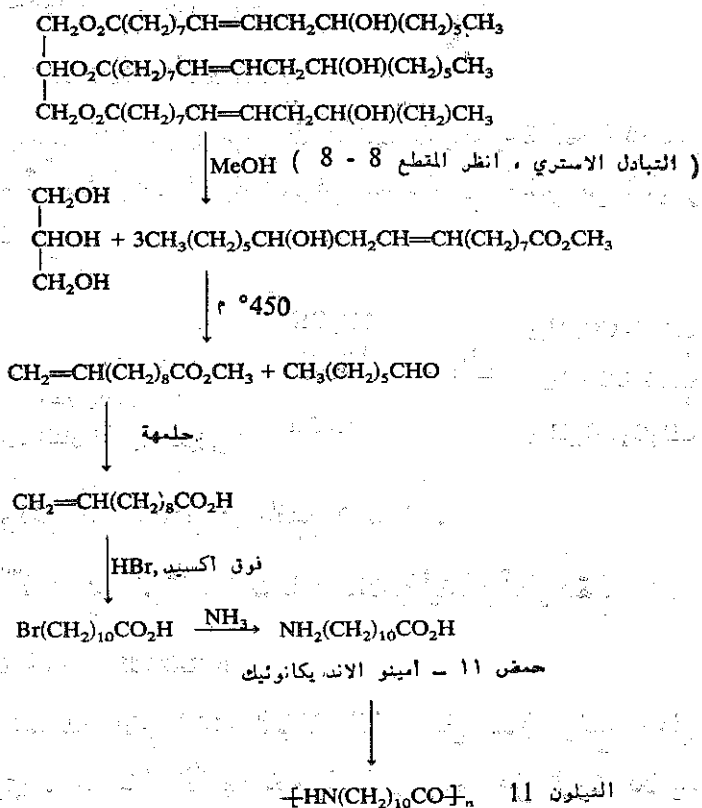 CH₂O₂C(CH₂)₇CH=CHCH₂CH(OH)(CH₂)₅CH₃
CHO₂C(CH₂)₇CH=CHCH₂CH(OH)(CH₂)₅CH₃
CH₂O₂C(CH₂)₇CH=CHCH₂CH(OH)(CH₂)CH₃
MeOH ( التبادل الاستري ، انظر المقطع 8 - 8 )
CH₂OH
CHOH + 3CH₃(CH₂)₅CH(OH)CH₂CH=CH(CH₂)₇CO₂CH₃
CH₂OH
450° م
CH₂=CH(CH₂)₈CO₂CH₃ + CH₃(CH₂)₅CHO
حلمهة
CH₂=CH(CH₂)₈CO₂H
HBr, فوق اكسيد
Br(CH₂)₁₀CO₂H NH₃ NH₂(CH₂)₁₀CO₂H
حمض ١١ - أمينو الاند يكانوئيك
-[HN(CH₂)₁₀CO]-ₙ النيلون 11